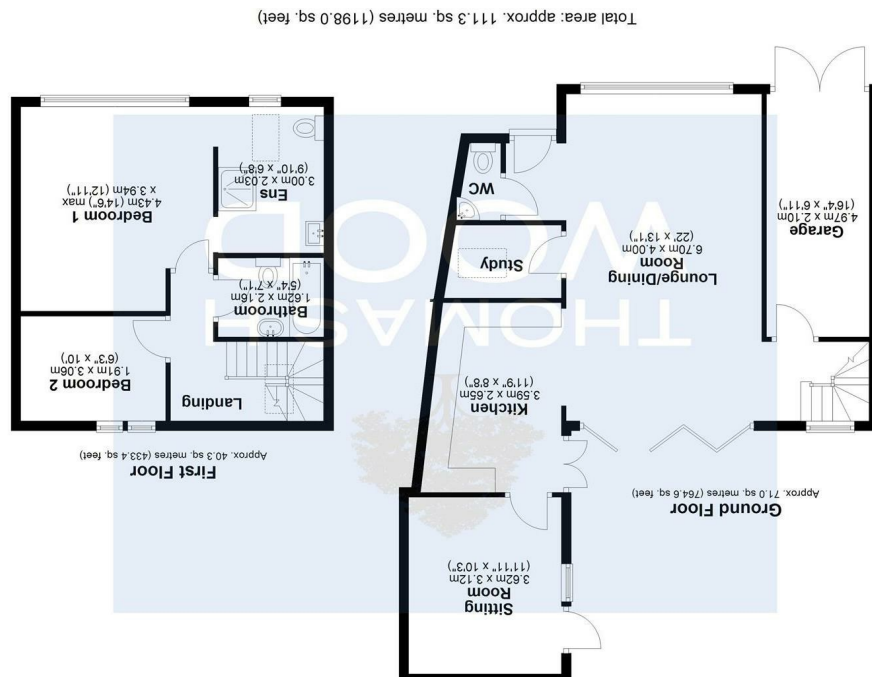 Ground Floor
Approx. 71.0 sq. metres (764.6 sq. feet)
Sitting
Room
3.62m x 3.12m
(11'11" x 10'3")
Kitchen
3.59m x 2.65m
(11'9" x 8'8")
Study
WC
Lounge/Dining
Room
6.70m x 4.00m
(22' x 13'1")
Garage
4.97m x 2.10m
(16'4" x 6'11")
First Floor
Approx. 40.3 sq. metres (433.4 sq. feet)
Landing
Bedroom 2
1.91m x 3.06m
(6'3" x 10')
Bathroom
1.62m x 2.16m
(5'4" x 7'1")
Bedroom 1
4.43m (14'6") max
x 3.94m (12'11")
Ens
3.00m x 2.03m
(9'10" x 6'8")
Total area: approx. 111.3 sq. metres (1198.0 sq. feet)
THOMAS H
WOOD